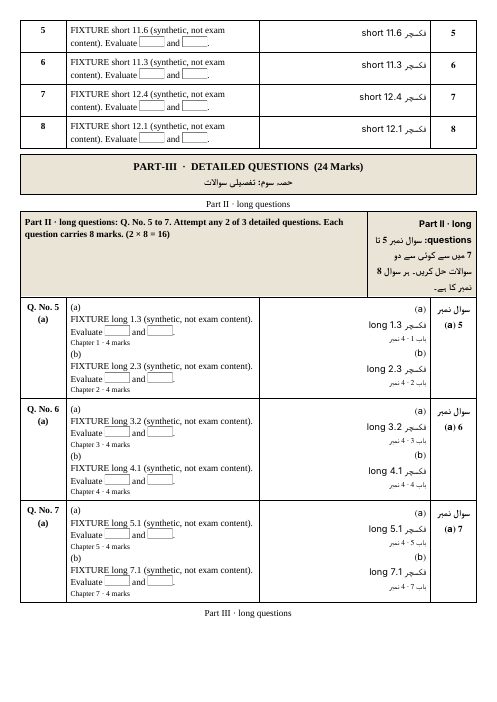 5 FIXTURE short 11.6 (synthetic, not exam فکسچر short 11.6 5
content). Evaluate and .
6 FIXTURE short 11.3 (synthetic, not exam فکسچر short 11.3 6
content). Evaluate and .
7 FIXTURE short 12.4 (synthetic, not exam فکسچر short 12.4 7
content). Evaluate and .
8 FIXTURE short 12.1 (synthetic, not exam فکسچر short 12.1 8
content). Evaluate and .
PART-III · DETAILED QUESTIONS (24 Marks)
حصہ سوم: تفصیلی سوالات
Part II · long questions
Part II · long questions: Q. No. 5 to 7. Attempt any 2 of 3 detailed questions. Each
question carries 8 marks. (2 × 8 = 16)
Part II · long
questions: سوال نمبر 5 تا
7 میں سے کوئی سے دو
سوالات حل کریں۔ ہر سوال 8
نمبر کا ہے۔
Q. No. 5
(a)
(a)
FIXTURE long 1.3 (synthetic, not exam content).
Evaluate and .
Chapter 1 · 4 marks
(b)
FIXTURE long 2.3 (synthetic, not exam content).
Evaluate and .
Chapter 2 · 4 marks
(a)
فکسچر long 1.3
باب 1 · 4 نمبر
(b)
فکسچر long 2.3
باب 2 · 4 نمبر
سوال نمبر
5 (a)
Q. No. 6
(a)
(a)
FIXTURE long 3.2 (synthetic, not exam content).
Evaluate and .
Chapter 3 · 4 marks
(b)
FIXTURE long 4.1 (synthetic, not exam content).
Evaluate and .
Chapter 4 · 4 marks
(a)
فکسچر long 3.2
باب 3 · 4 نمبر
(b)
فکسچر long 4.1
باب 4 · 4 نمبر
سوال نمبر
6 (a)
Q. No. 7
(a)
(a)
FIXTURE long 5.1 (synthetic, not exam content).
Evaluate and .
Chapter 5 · 4 marks
(b)
FIXTURE long 7.1 (synthetic, not exam content).
Evaluate and .
Chapter 7 · 4 marks
(a)
فکسچر long 5.1
باب 5 · 4 نمبر
(b)
فکسچر long 7.1
باب 7 · 4 نمبر
سوال نمبر
7 (a)
Part III · long questions